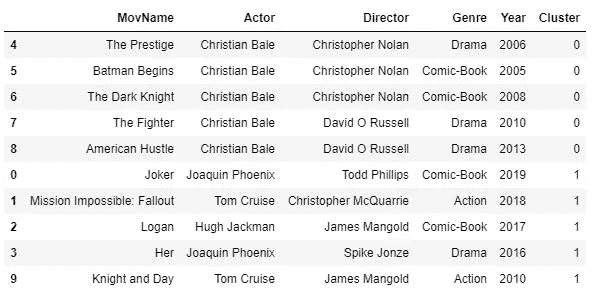 MovName Actor Director Genre Year Cluster
4 The Prestige Christian Bale Christopher Nolan Drama 2006 0
5 Batman Begins Christian Bale Christopher Nolan Comic-Book 2005 0
6 The Dark Knight Christian Bale Christopher Nolan Comic-Book 2008 0
7 The Fighter Christian Bale David O Russell Drama 2010 0
8 American Hustle Christian Bale David O Russell Drama 2013 0
0 Joker Joaquin Phoenix Todd Phillips Comic-Book 2019 1
1 Mission Impossible: Fallout Tom Cruise Christopher McQuarrie Action 2018 1
2 Logan Hugh Jackman James Mangold Comic-Book 2017 1
3 Her Joaquin Phoenix Spike Jonze Drama 2016 1
9 Knight and Day Tom Cruise James Mangold Action 2010 1